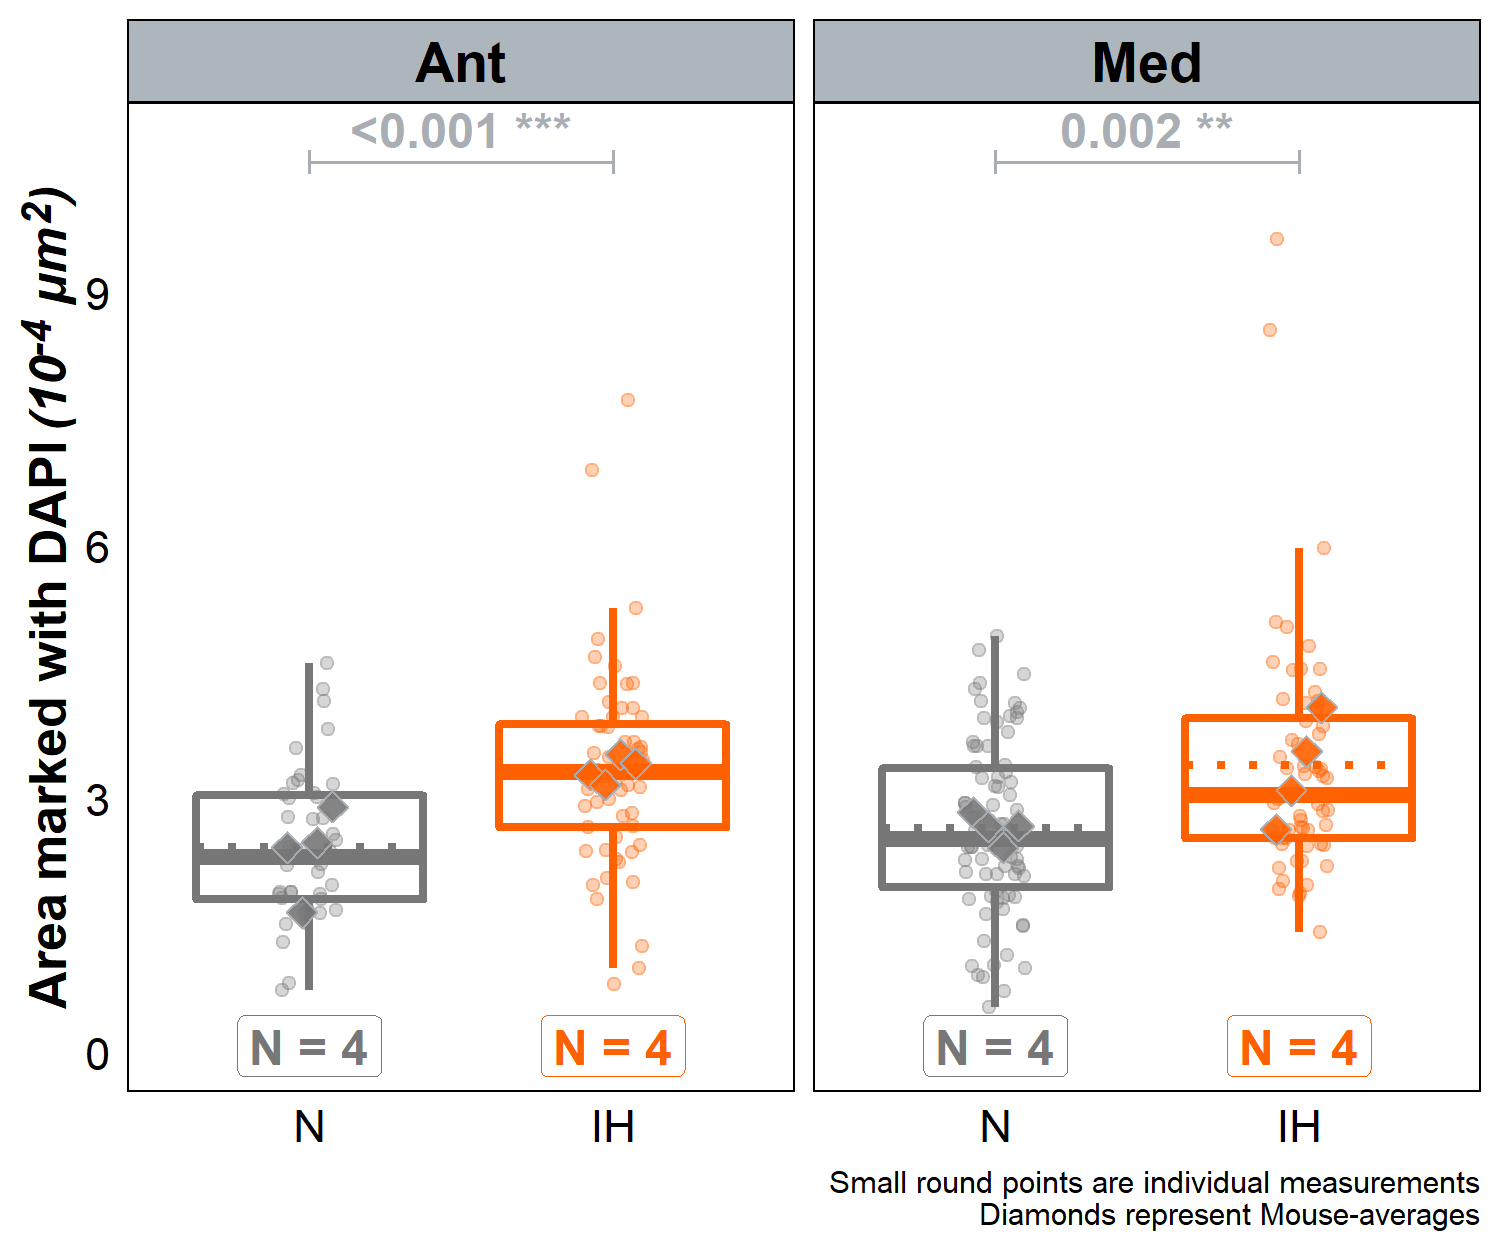 Ant
Med
<0.001 ***
0.002 **
Area marked with DAPI (10⁻⁴ µm²)
9
6
3
0
N = 4
N = 4
N = 4
N = 4
N
IH
N
IH
Small round points are individual measurements
Diamonds represent Mouse-averages